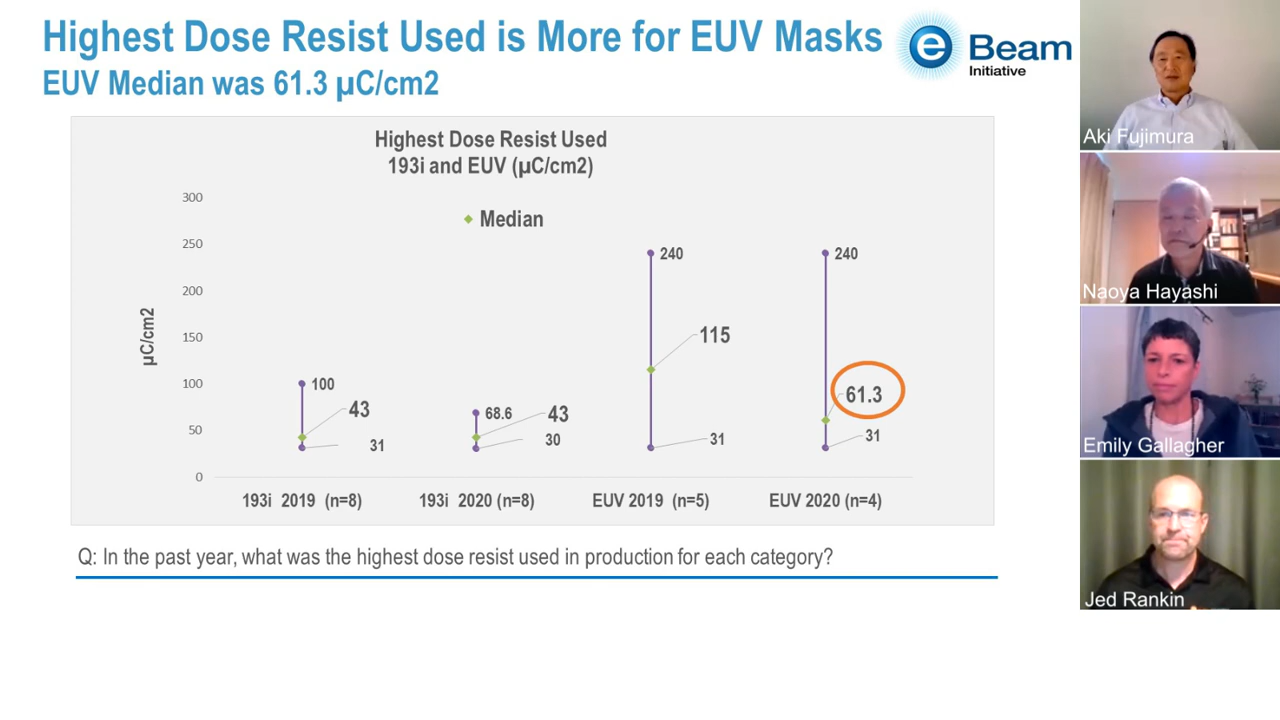 Highest Dose Resist Used is More for EUV Masks
EUV Median was 61.3 µC/cm2
e Beam
Initiative
Highest Dose Resist Used
193i and EUV (µC/cm2)
Median
µC/cm2
300
250
200
150
100
50
0
100
43
31
68.6
43
30
240
115
31
240
61.3
31
193i 2019 (n=8)
193i 2020 (n=8)
EUV 2019 (n=5)
EUV 2020 (n=4)
Q: In the past year, what was the highest dose resist used in production for each category?
Aki Fujimura
Naoya Hayashi
Emily Gallagher
Jed Rankin